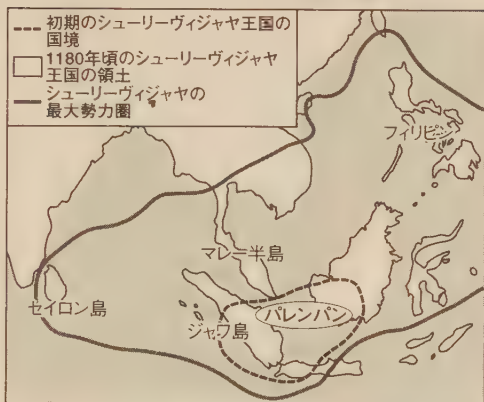 初期のシューリーヴィジャヤ王国の
国境
1180年頃のシューリーヴィジャヤ
王国の領土
シューリーヴィジャヤの
最大勢力圏
フィリピン
マレー半島
セイロン島
ジャワ島
パレンパン